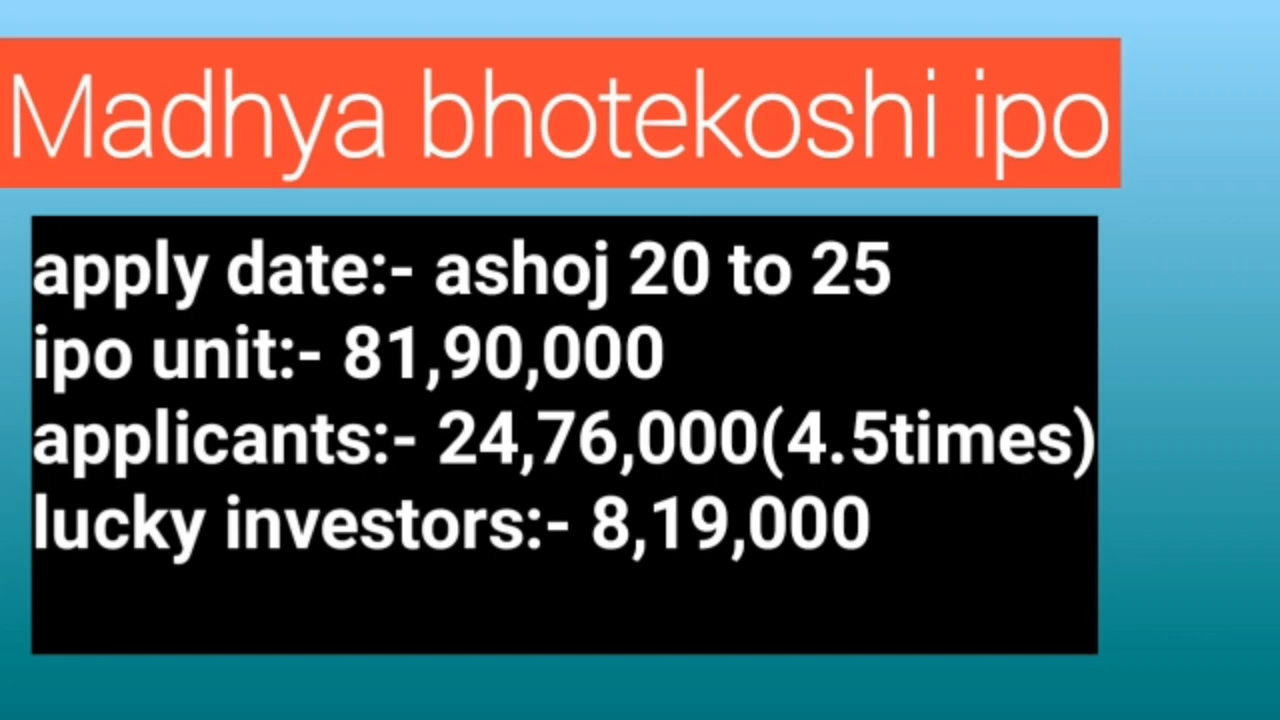 Madhya bhotekoshi ipo
apply date:- ashoj 20 to 25
ipo unit:- 81,90,000
applicants:- 24,76,000(4.5times)
lucky investors:- 8,19,000